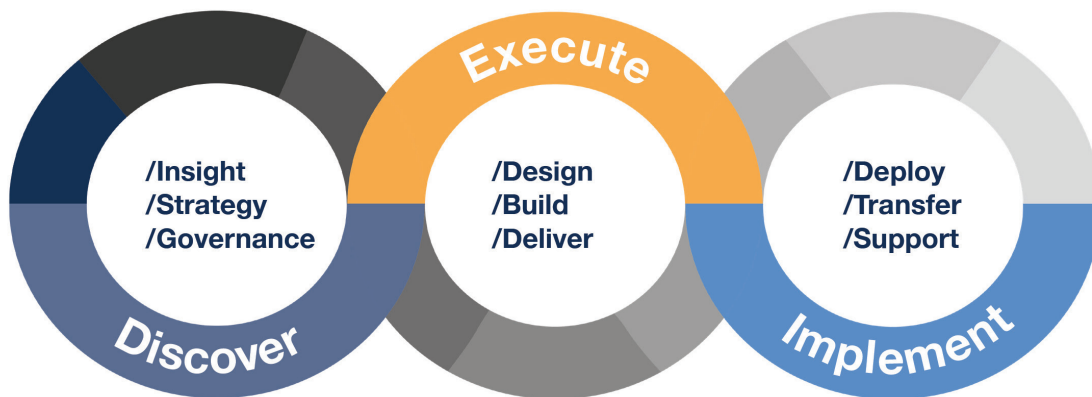 Execute
/Insight
/Strategy
/Governance
/Design
/Build
/Deliver
/Deploy
/Transfer
/Support
Discover
Implement